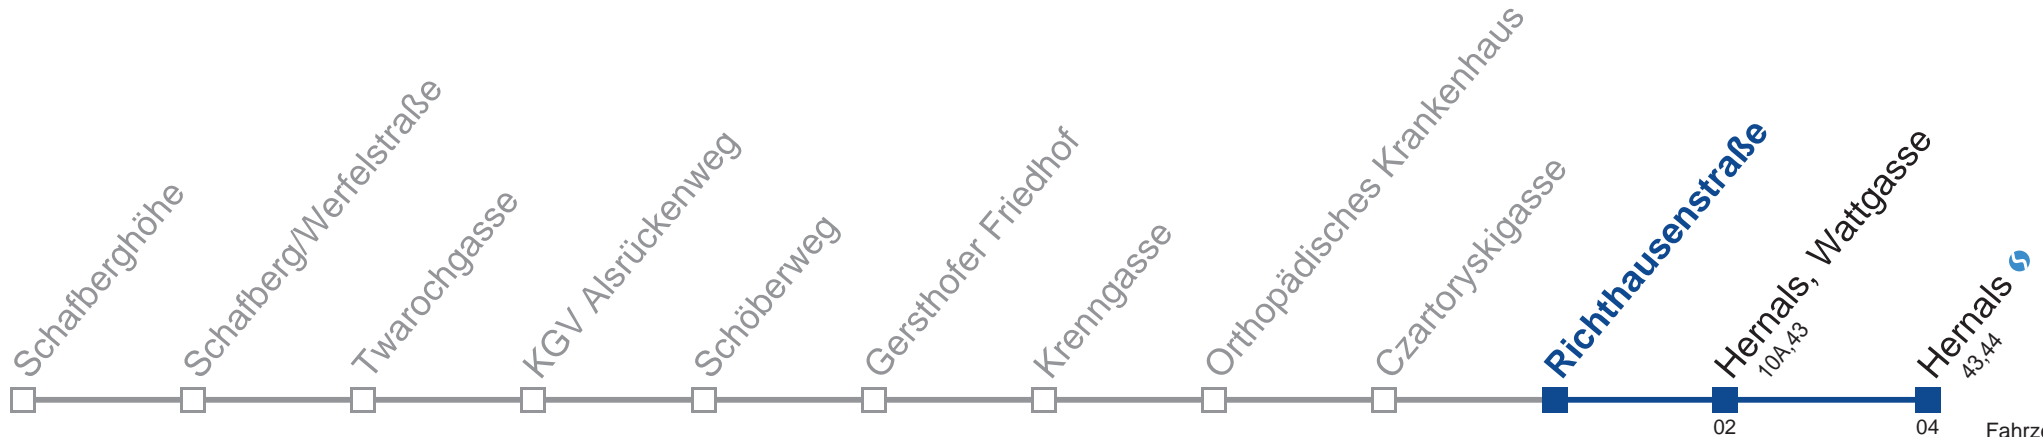 Schafberghöhe
Schafberg/Werfelstraße
Twarochgasse
KGV Alsrückenweg
Schöberweg
Gersthofer Friedhof
Krenngasse
Orthopädisches Krankenhaus
Czartoryskigasse
Richthausenstraße
Hernals, Wattgasse
10A,43
Hernals
43,44
02
04